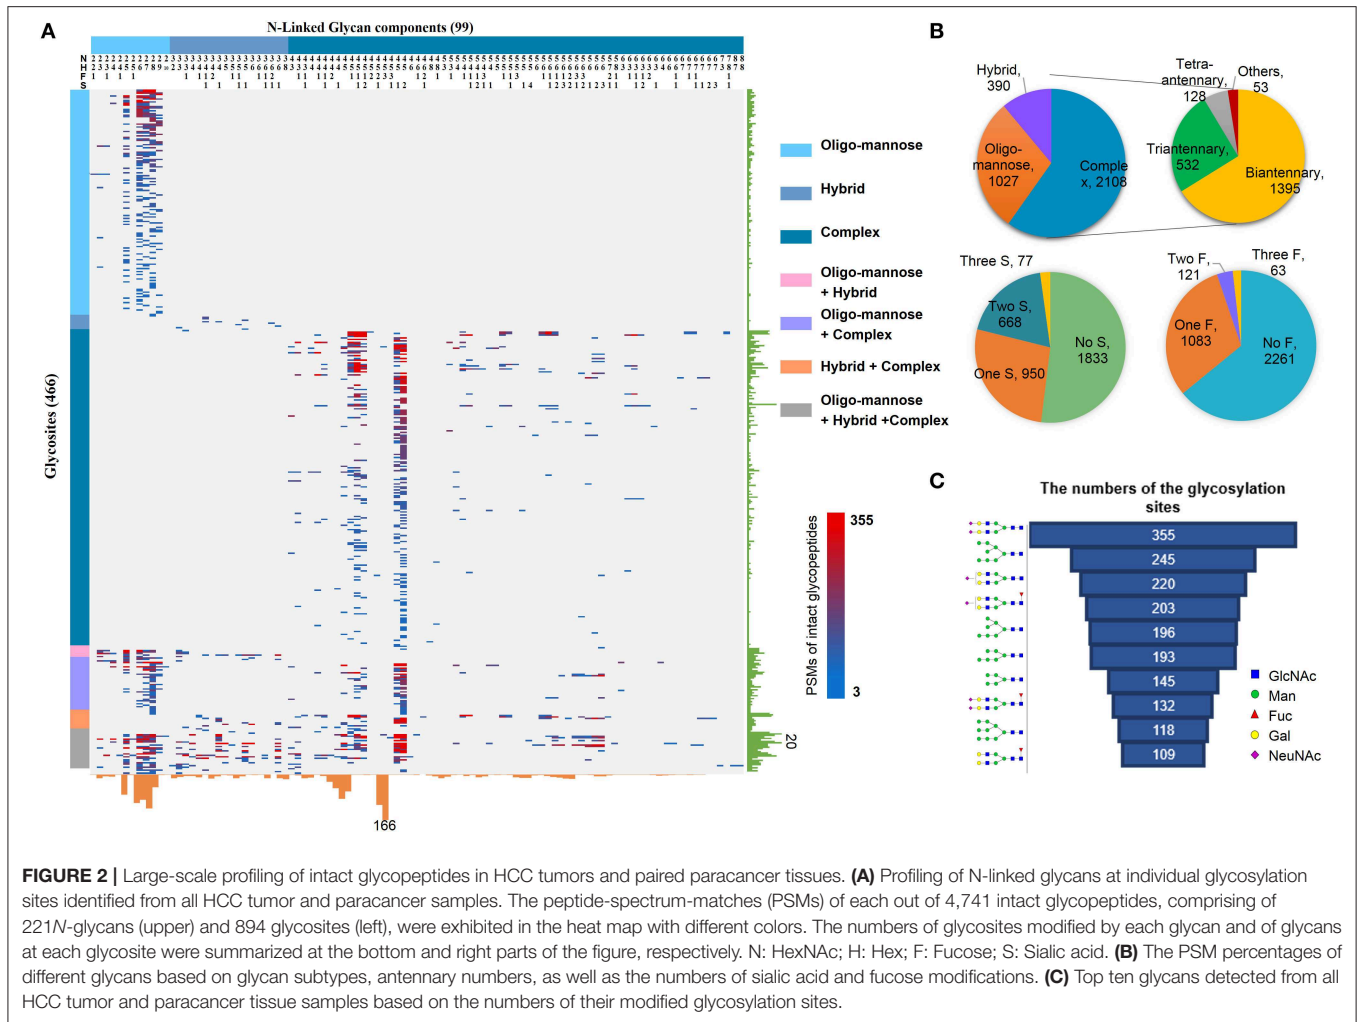 A
N-Linked Glycan components (99)
N
H
F
S
Glycosites (466)
20
166
Oligo-mannose
Hybrid
Complex
Oligo-mannose
+ Hybrid
Oligo-mannose
+ Complex
Hybrid + Complex
Oligo-mannose
+ Hybrid +Complex
PSMs of intact glycopeptides
355
3
B
Hybrid,
390
Oligo-
mannose,
1027
Comple
x, 2108
Tetra-
antennary,
128
Others,
53
Triantennary,
532
Biantennary,
1395
Three S, 77
Two S,
668
One S, 950
No S,
1833
Two F,
121
Three F,
63
One F,
1083
No F,
2261
C
The numbers of the glycosylation
sites
355
245
220
203
196
193
145
132
118
109
GlcNAc
Man
Fuc
Gal
NeuNAc
FIGURE 2 | Large-scale profiling of intact glycopeptides in HCC tumors and paired paracancer tissues. (A) Profiling of N-linked glycans at individual glycosylation
sites identified from all HCC tumor and paracancer samples. The peptide-spectrum-matches (PSMs) of each out of 4,741 intact glycopeptides, comprising of
221N-glycans (upper) and 894 glycosites (left), were exhibited in the heat map with different colors. The numbers of glycosites modified by each glycan and of glycans
at each glycosite were summarized at the bottom and right parts of the figure, respectively. N: HexNAc; H: Hex; F: Fucose; S: Sialic acid. (B) The PSM percentages of
different glycans based on glycan subtypes, antennary numbers, as well as the numbers of sialic acid and fucose modifications. (C) Top ten glycans detected from all
HCC tumor and paracancer tissue samples based on the numbers of their modified glycosylation sites.